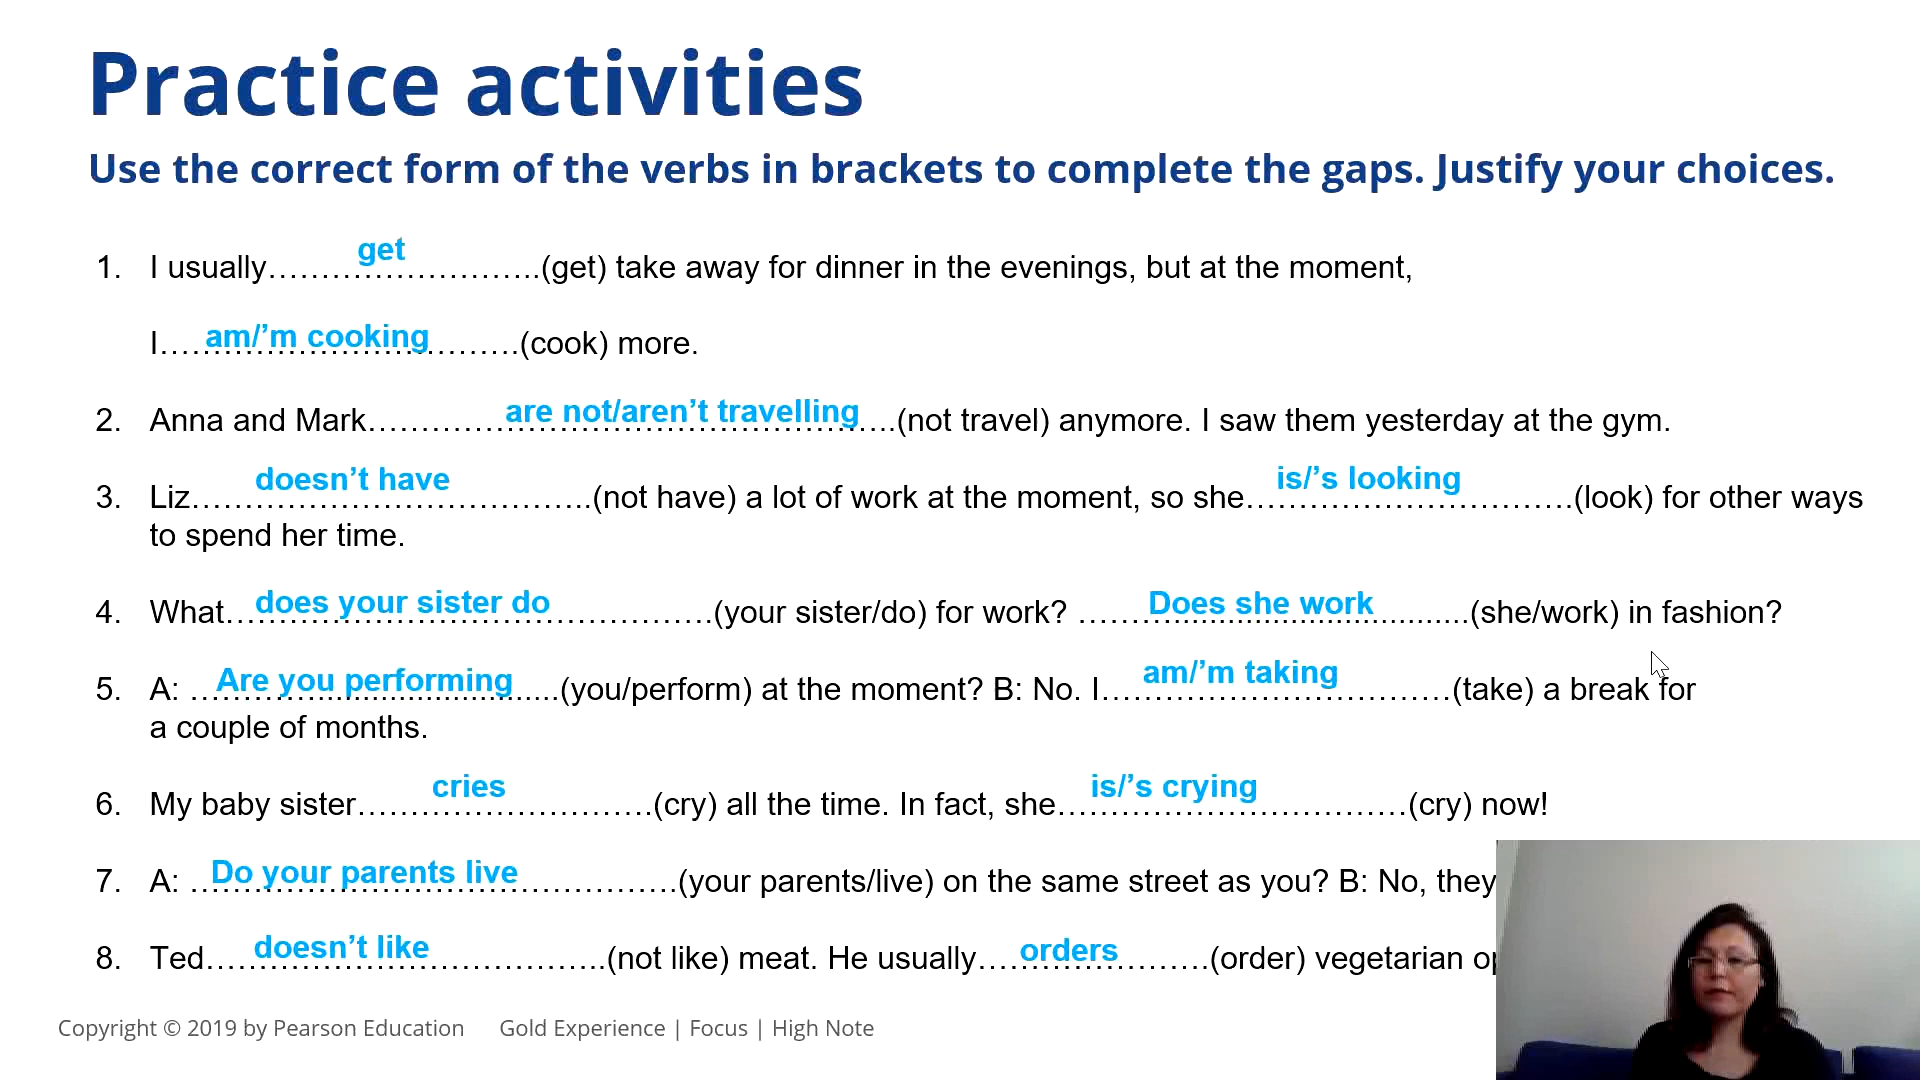 Practice activities
Use the correct form of the verbs in brackets to complete the gaps. Justify your choices.
get
1. I usually……………………..(get) take away for dinner in the evenings, but at the moment,
am/’m cooking
I…………………………….(cook) more.
are not/aren’t travelling
2. Anna and Mark…………………………………………..(not travel) anymore. I saw them yesterday at the gym.
doesn’t have is/’s looking
3. Liz………………………………..(not have) a lot of work at the moment, so she………………………….(look) for other ways
to spend her time.
does your sister do Does she work
4. What……………………………………….(your sister/do) for work? ……...........................(she/work) in fashion?
Are you performing am/’m taking
5. A: ………….......................(you/perform) at the moment? B: No. I……………………………(take) a break for
a couple of months.
cries is/’s crying
6. My baby sister……………………….(cry) all the time. In fact, she……………………………(cry) now!
Do your parents live
7. A: ……………………………………….(your parents/live) on the same street as you? B: No, they
doesn’t like orders
8. Ted………………………………..(not like) meat. He usually………………….(order) vegetarian
Copyright © 2019 by Pearson Education Gold Experience | Focus | High Note